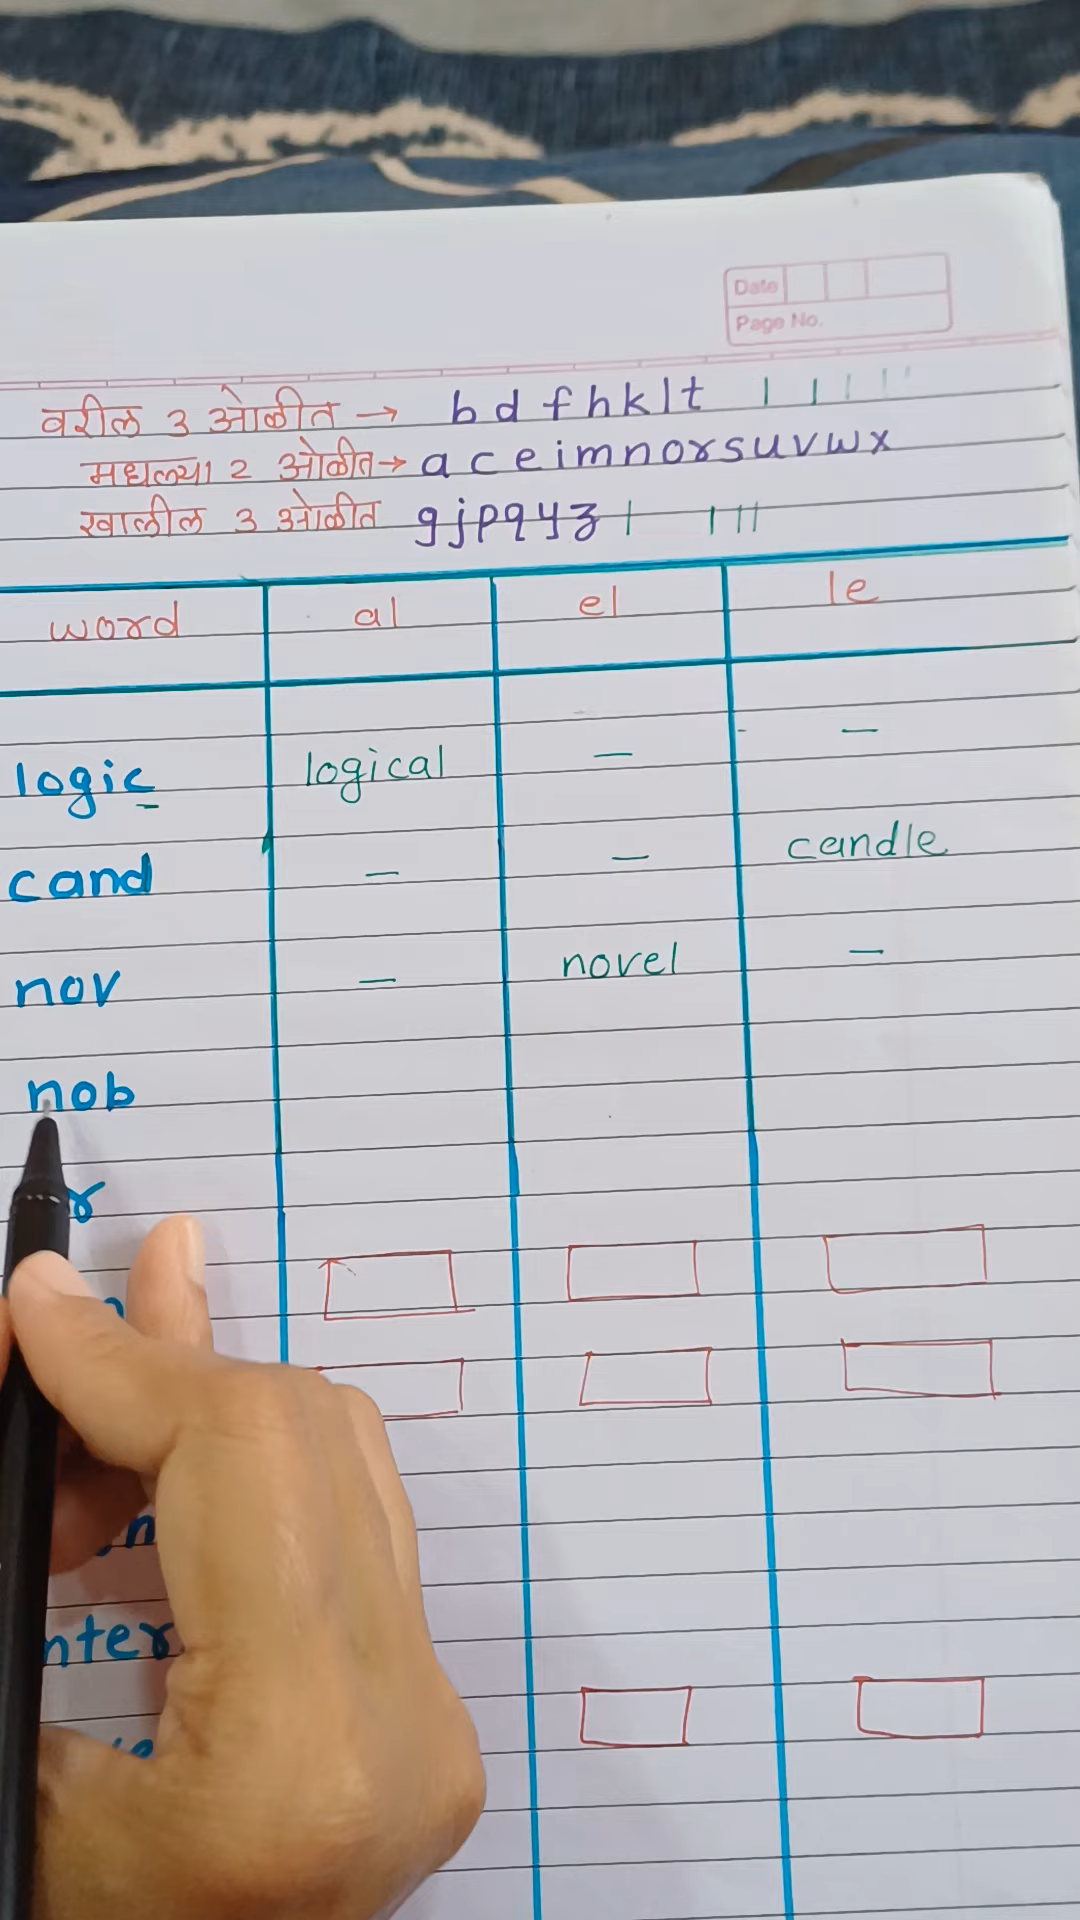 Date
Page No.
वरील 3 ओळीत → b d f h k l t
मधल्या 2 ओळीत → a c e i m n o r s u v w x
खालील 3 ओळीत g j p q y z
word al el le
logic logical — —
cand — — candle
nov — novel —
nob